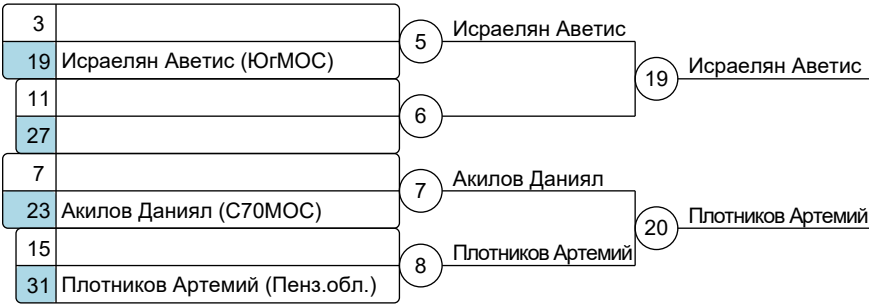 3
19 Исраелян Аветис (ЮгМОС)
5 Исраелян Аветис
11
27
6
19 Исраелян Аветис
7
23 Акилов Даниял (С70МОС)
7 Акилов Даниял
15
31 Плотников Артемий (Пенз.обл.)
8 Плотников Артемий
20 Плотников Артемий